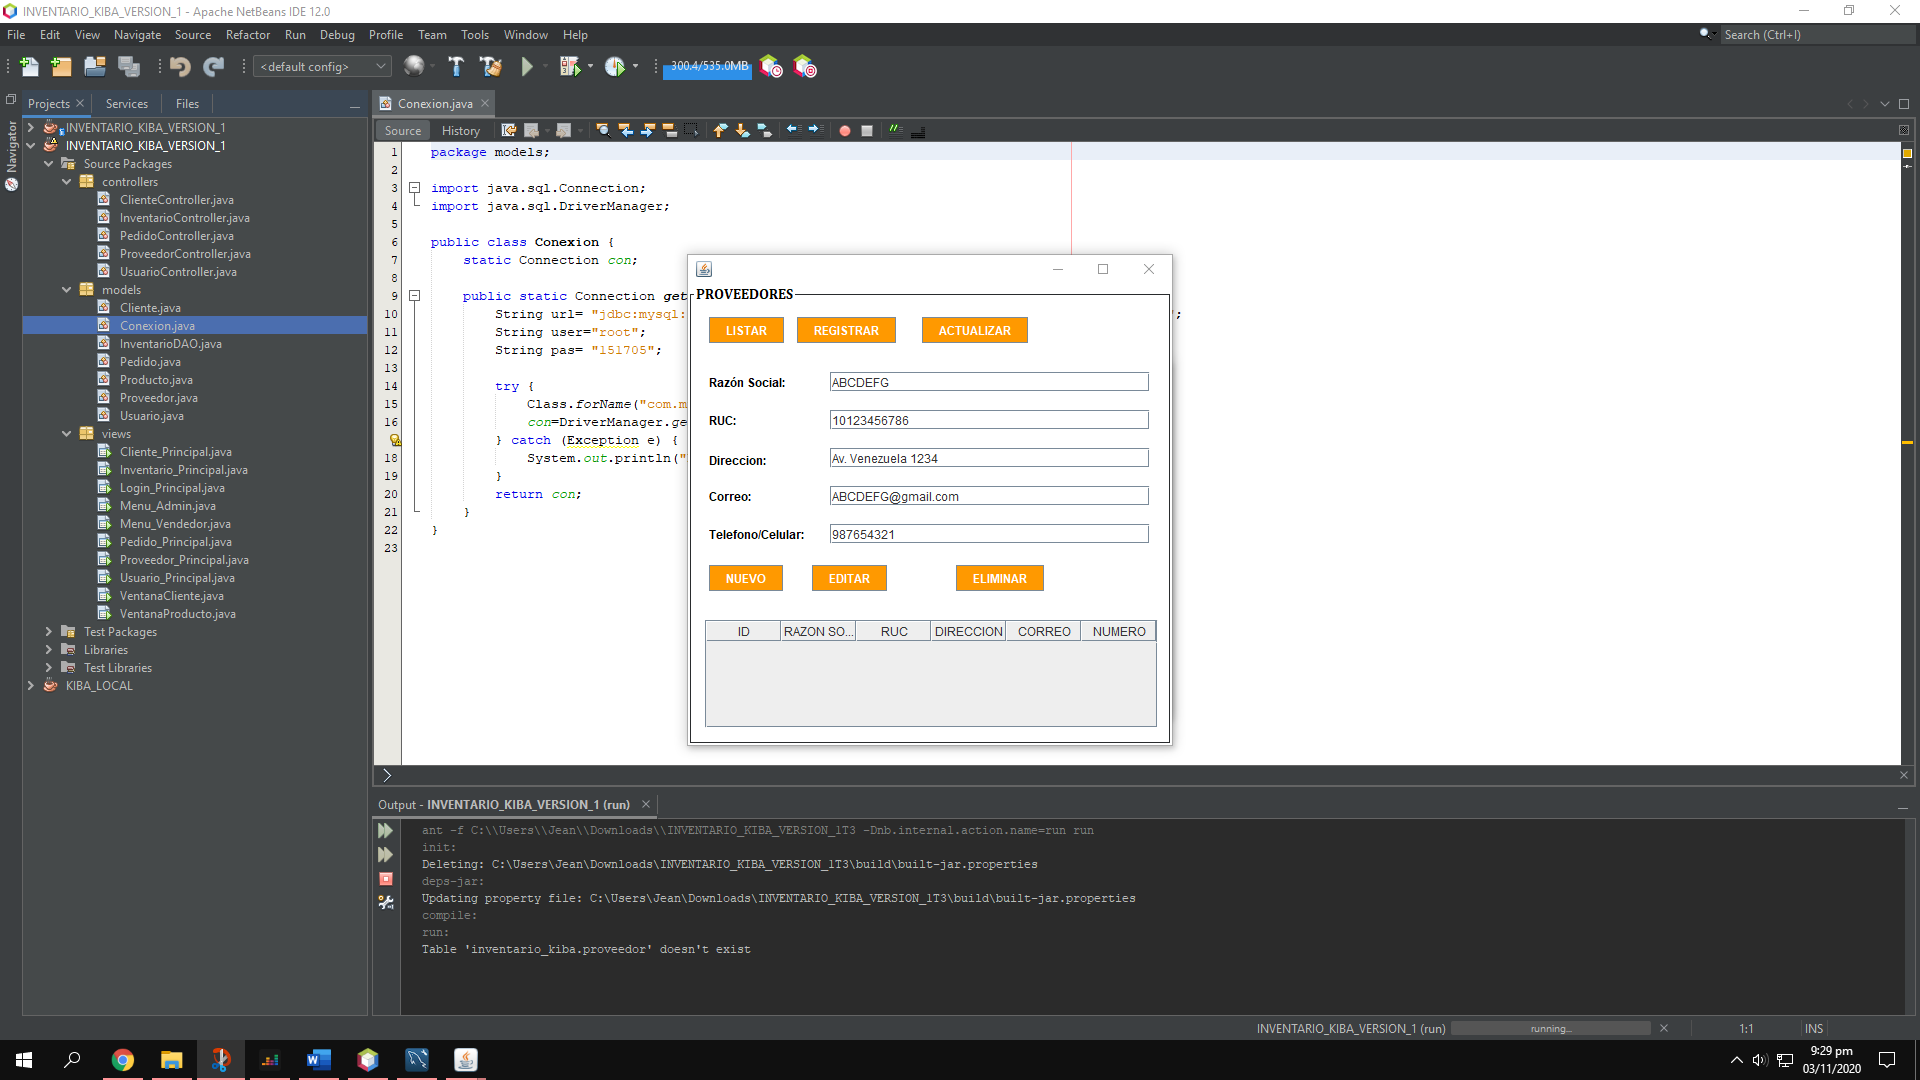 INVENTARIO_KIBA_VERSION_1 - Apache NetBeans IDE 12.0
File Edit View Navigate Source Refactor Run Debug Profile Team Tools Window Help
Search (Ctrl+I)
<default config>
300.4/535.0MB
Projects Services Files
Navigator
INVENTARIO_KIBA_VERSION_1
INVENTARIO_KIBA_VERSION_1
Source Packages
controllers
ClienteController.java
InventarioController.java
PedidoController.java
ProveedorController.java
UsuarioController.java
models
Cliente.java
Conexion.java
InventarioDAO.java
Pedido.java
Producto.java
Proveedor.java
Usuario.java
views
Cliente_Principal.java
Inventario_Principal.java
Login_Principal.java
Menu_Admin.java
Menu_Vendedor.java
Pedido_Principal.java
Proveedor_Principal.java
Usuario_Principal.java
VentanaCliente.java
VentanaProducto.java
Test Packages
Libraries
Test Libraries
KIBA_LOCAL
Conexion.java
Source History
1 package models;
2
3 import java.sql.Connection;
4 import java.sql.DriverManager;
5
6 public class Conexion {
7 static Connection con;
8
9 public static Connection get
10 String url= "jdbc:mysql: ;
11 String user="root";
12 String pas= "151705";
13
14 try {
15 Class.forName("com.m
16 con=DriverManager.ge
} catch (Exception e) {
18 System.out.println("
19 }
20 return con;
21 }
22 }
23
PROVEEDORES
LISTAR REGISTRAR ACTUALIZAR
Razón Social: ABCDEFG
RUC: 10123456786
Direccion: Av. Venezuela 1234
Correo: ABCDEFG@gmail.com
Telefono/Celular: 987654321
NUEVO EDITAR ELIMINAR
ID RAZON SO... RUC DIRECCION CORREO NUMERO
Output - INVENTARIO_KIBA_VERSION_1 (run)
ant -f C:\\Users\\Jean\\Downloads\\INVENTARIO_KIBA_VERSION_1T3 -Dnb.internal.action.name=run run
init:
Deleting: C:\Users\Jean\Downloads\INVENTARIO_KIBA_VERSION_1T3\build\built-jar.properties
deps-jar:
Updating property file: C:\Users\Jean\Downloads\INVENTARIO_KIBA_VERSION_1T3\build\built-jar.properties
compile:
run:
Table 'inventario_kiba.proveedor' doesn't exist
INVENTARIO_KIBA_VERSION_1 (run) running... 1:1 INS
9:29 pm
03/11/2020